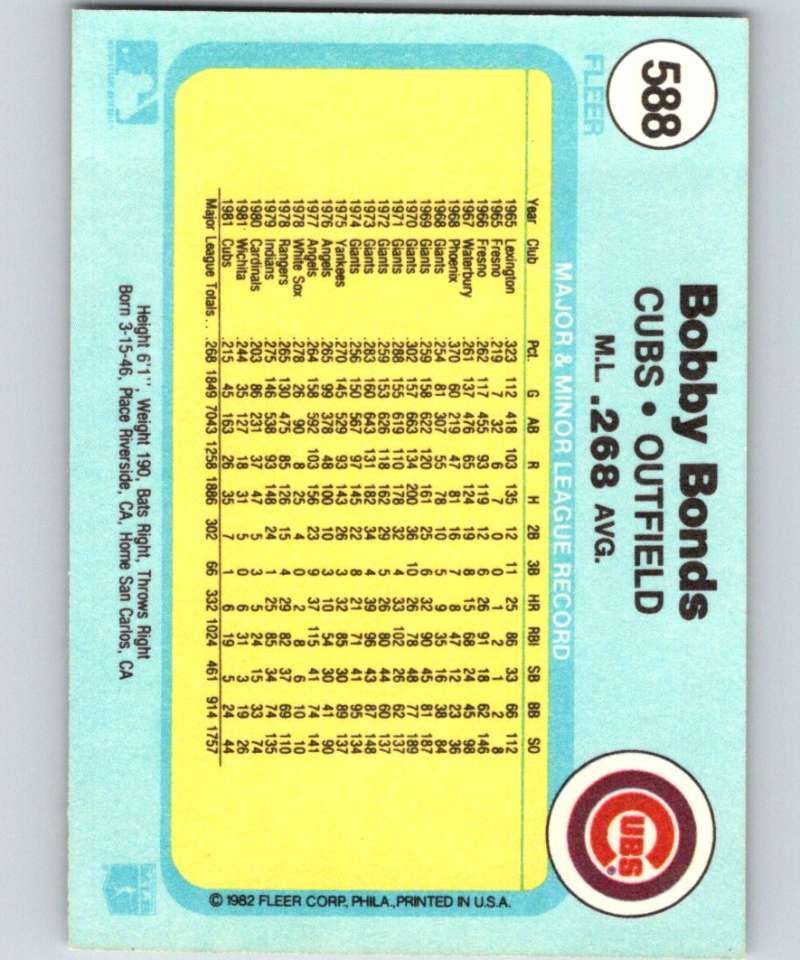 588
FLEER
Bobby Bonds
CUBS • OUTFIELD
M.L. .268 AVG.
CUBS
MAJOR & MINOR LEAGUE RECORD
Year Club Pct. G AB R H 2B 3B HR RBI SB BB SO
1965 Lexington .323 112 418 103 135 12 11 25 86 33 66 112
1965 Fresno .219 7 32 6 7 0 0 1 2 1 2 8
1966 Fresno .262 117 455 93 119 12 6 26 91 18 62 146
1967 Waterbury .261 137 476 65 124 19 8 15 68 24 45 98
1968 Phoenix .370 60 219 47 81 16 7 8 47 12 23 36
1968 Giants .254 81 307 55 78 10 5 9 35 16 38 84
1969 Giants .259 158 622 120 161 25 6 32 90 45 81 187
1970 Giants .302 157 663 134 200 36 10 26 78 48 77 189
1971 Giants .288 155 619 110 178 32 4 33 102 26 62 137
1972 Giants .259 153 626 118 162 29 5 26 80 44 60 137
1973 Giants .283 160 643 131 182 34 4 39 96 43 87 148
1974 Giants .256 150 567 97 145 22 8 21 71 41 95 134
1975 Yankees .270 145 529 93 143 26 3 32 85 30 89 137
1976 Angels .265 99 378 48 100 10 3 10 54 30 41 90
1977 Angels .264 158 592 103 156 23 9 37 115 41 74 141
1978 White Sox .278 26 90 8 25 4 0 2 8 6 10 10
1978 Rangers .265 130 475 85 126 15 4 29 82 37 69 110
1979 Indians .275 146 538 93 148 24 1 25 85 34 74 135
1980 Cardinals .203 86 231 37 47 5 3 5 24 15 33 74
1981 Wichita .244 35 127 18 31 5 0 6 31 3 19 26
1981 Cubs .215 45 163 26 35 7 1 6 19 5 24 44
Major League Totals . . .268 1849 7043 1258 1886 302 66 332 1024 461 914 1757
Height 6'1", Weight 190, Bats Right, Throws Right
Born 3-15-46, Place Riverside, CA, Home San Carlos, CA
© 1982 FLEER CORP., PHILA., PRINTED IN U.S.A.